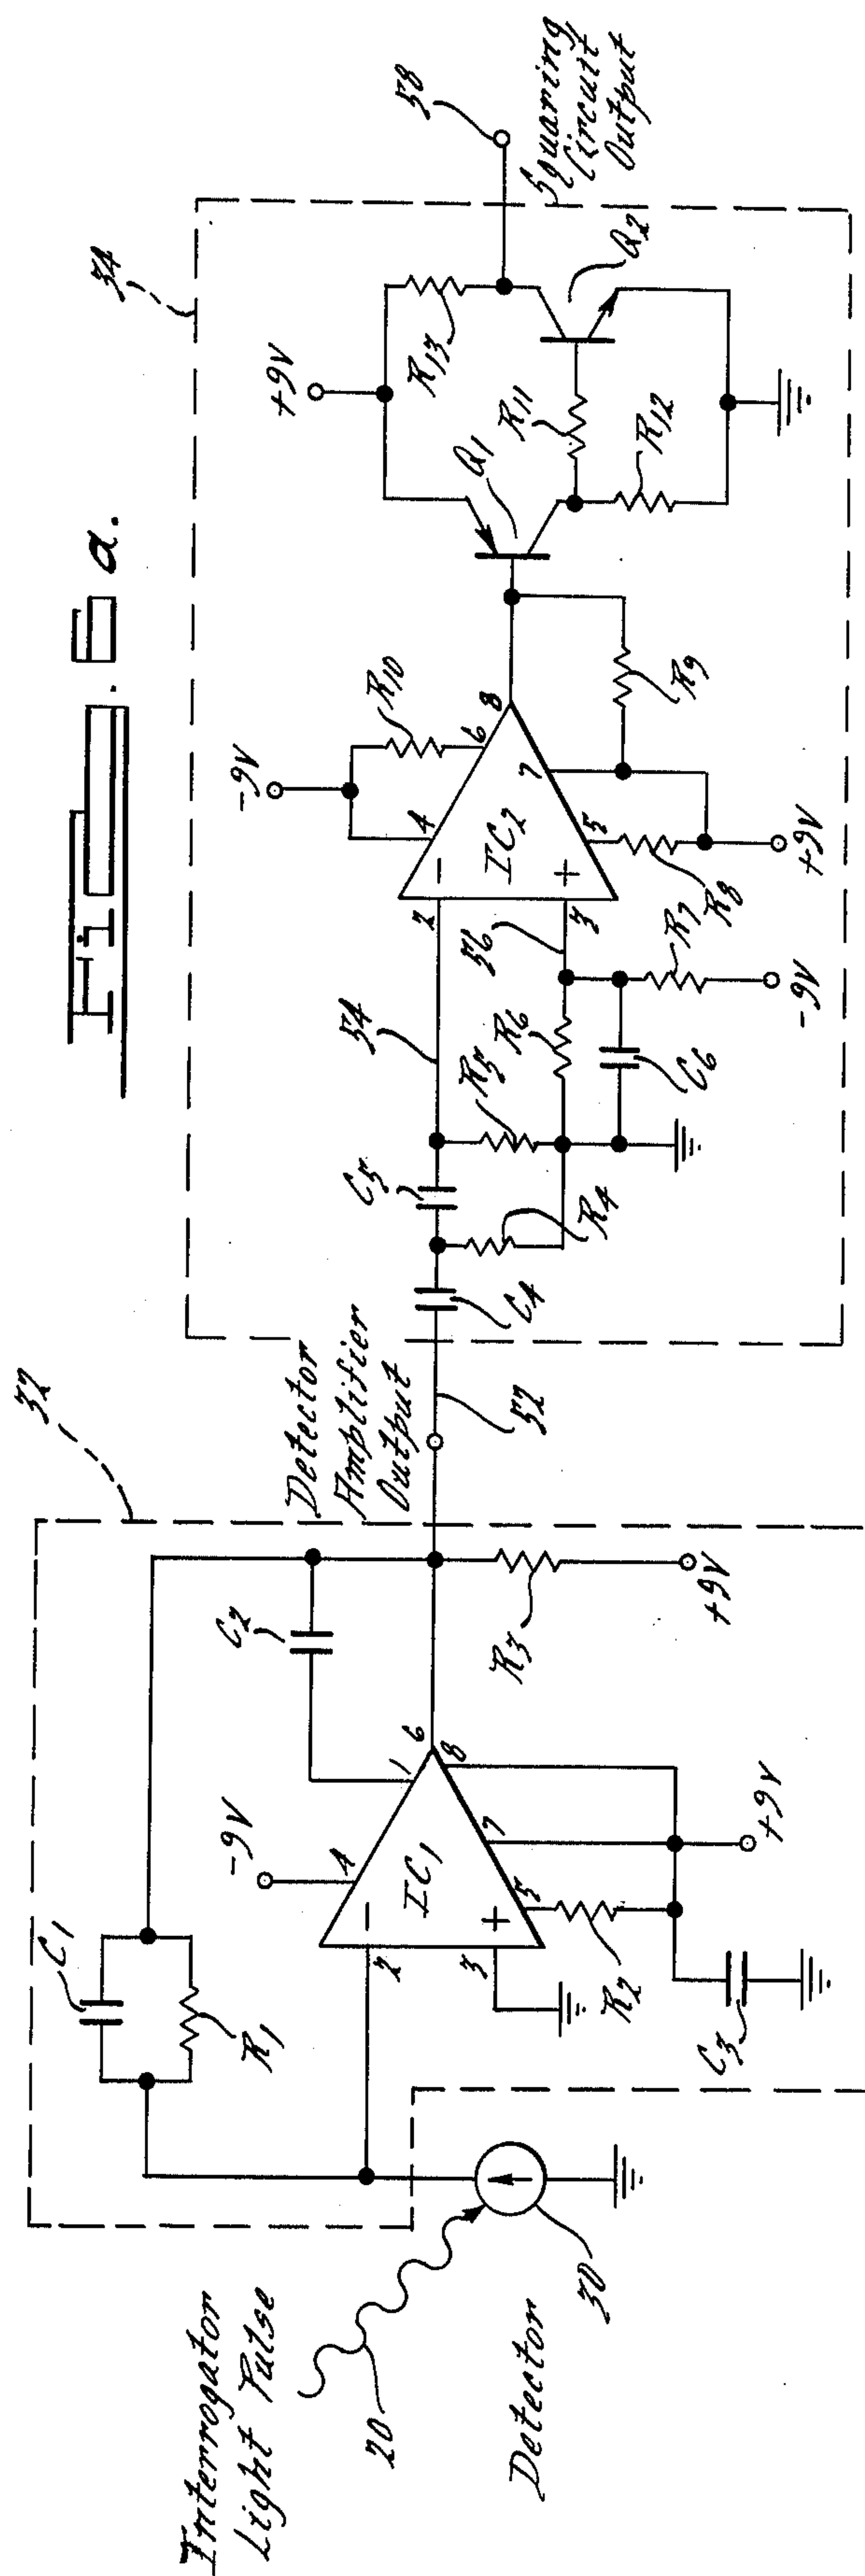 Fig. 6 a.
32
34
Interrogator
Light Pulse
20
Detector
30
C1
R1
-9V
4
2
IC1
3
1
6
8
7
5
R2
C3
+9V
C2
R3
+9V
Detector
Amplifier
Output
52
C4
R4
C5
R5
54
R6
56
C6
R7
-9V
2
3
IC2
4
6
8
7
5
-9V
R10
R8
+9V
R9
Q1
+9V
R11
R12
R13
Q2
58
Squaring
Circuit
Output